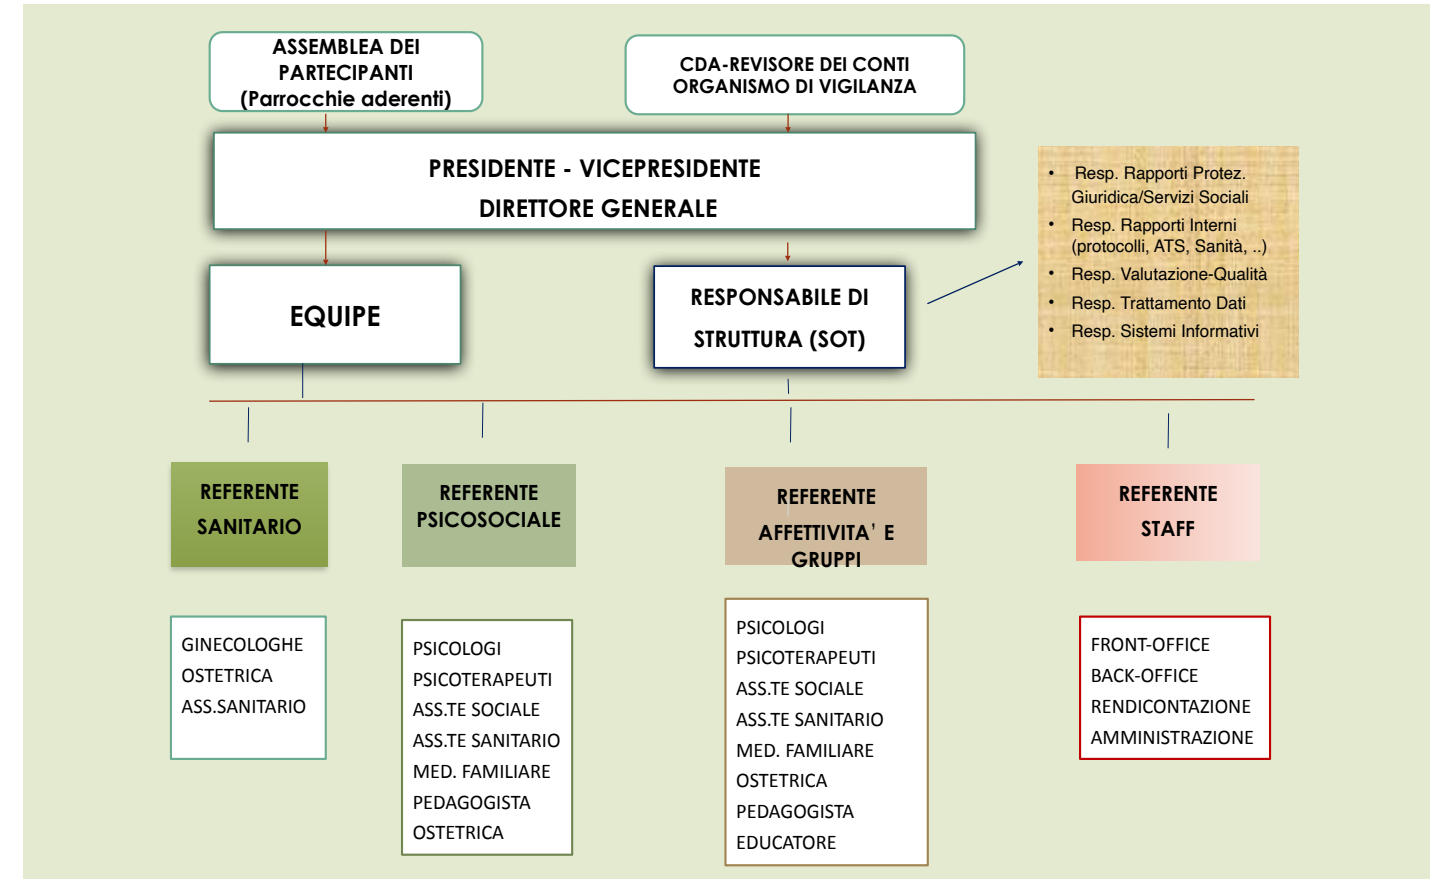 ASSEMBLEA DEI
PARTECIPANTI
(Parrocchie aderenti)
CDA-REVISORE DEI CONTI
ORGANISMO DI VIGILANZA
PRESIDENTE - VICEPRESIDENTE
DIRETTORE GENERALE
• Resp. Rapporti Protez.
Giuridica/Servizi Sociali
• Resp. Rapporti Interni
(protocolli, ATS, Sanità, ..)
• Resp. Valutazione-Qualità
• Resp. Trattamento Dati
• Resp. Sistemi Informativi
EQUIPE
RESPONSABILE DI
STRUTTURA (SOT)
REFERENTE
SANITARIO
REFERENTE
PSICOSOCIALE
REFERENTE
AFFETTIVITA’ E
GRUPPI
REFERENTE
STAFF
GINECOLOGHE
OSTETRICA
ASS.SANITARIO
PSICOLOGI
PSICOTERAPEUTI
ASS.TE SOCIALE
ASS.TE SANITARIO
MED. FAMILIARE
PEDAGOGISTA
OSTETRICA
PSICOLOGI
PSICOTERAPEUTI
ASS.TE SOCIALE
ASS.TE SANITARIO
MED. FAMILIARE
OSTETRICA
PEDAGOGISTA
EDUCATORE
FRONT-OFFICE
BACK-OFFICE
RENDICONTAZIONE
AMMINISTRAZIONE